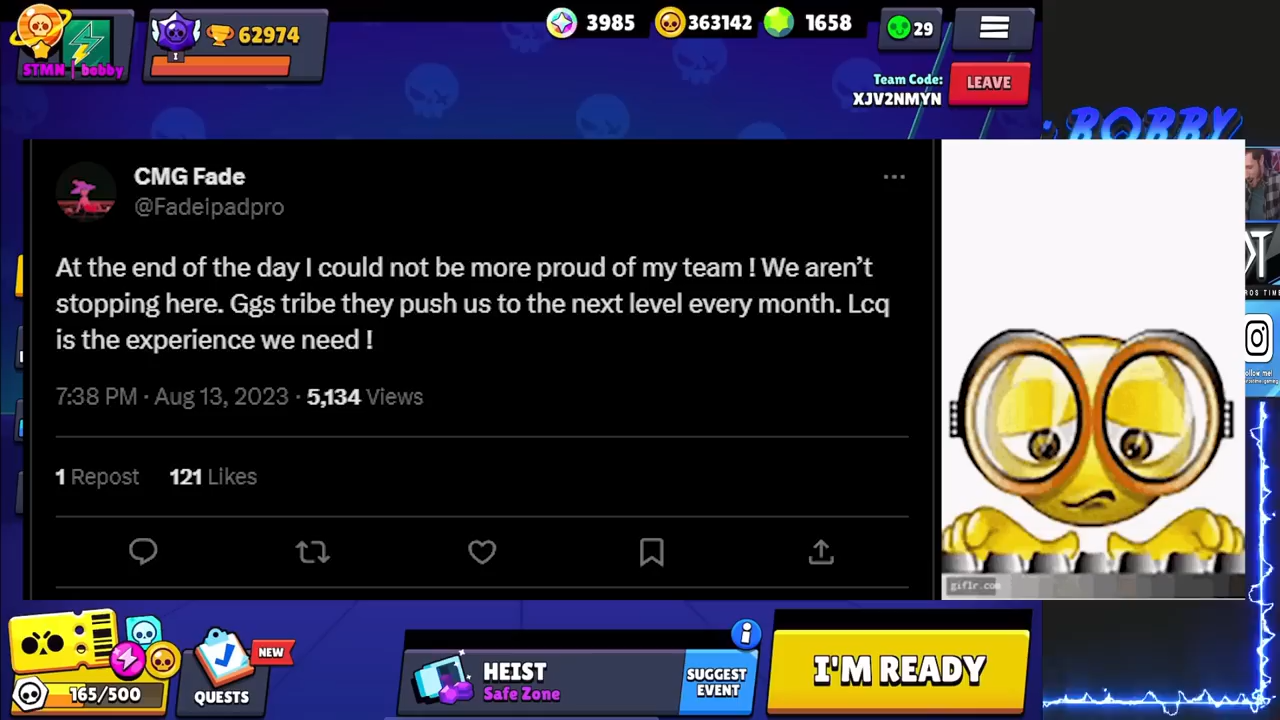 STMN | bobby
I
62974
3985
363142
1658
29
Team Code:
XJV2NMYN
LEAVE
BOBBY
CMG Fade
@Fadeipadpro
At the end of the day I could not be more proud of my team ! We aren’t
stopping here. Ggs tribe they push us to the next level every month. Lcq
is the experience we need !
7:38 PM · Aug 13, 2023 · 5,134 Views
1 Repost 121 Likes
giflr.com
165/500
NEW
QUESTS
HEIST
Safe Zone
SUGGEST
EVENT
I'M READY